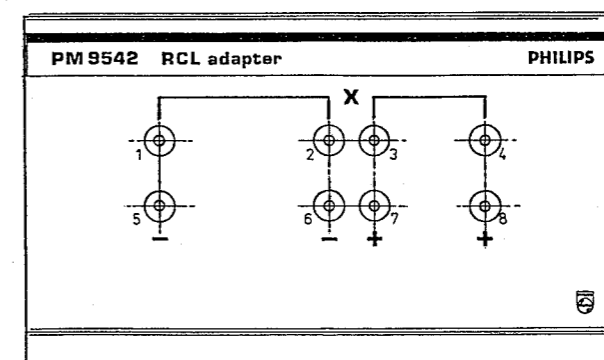 PM 9542 RCL adapter PHILIPS
X
1 2 3 4
5 6 7 8
− − + +